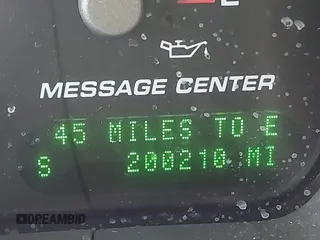 E
MESSAGE CENTER
45 MILES TO E
S 200210 MI
DREAMBID